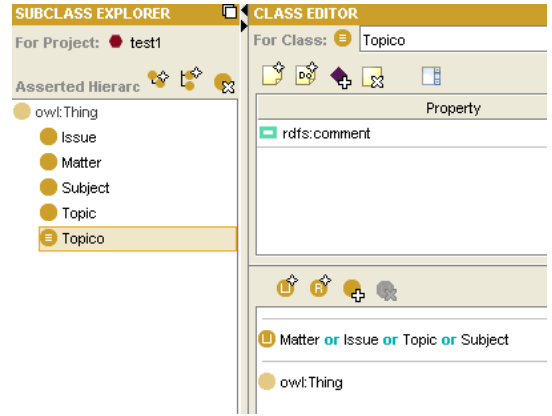 SUBCLASS EXPLORER
For Project: test1
Asserted Hierarc
owl:Thing
Issue
Matter
Subject
Topic
Topico
CLASS EDITOR
For Class: Topico
Property
rdfs:comment
Matter or Issue or Topic or Subject
owl:Thing